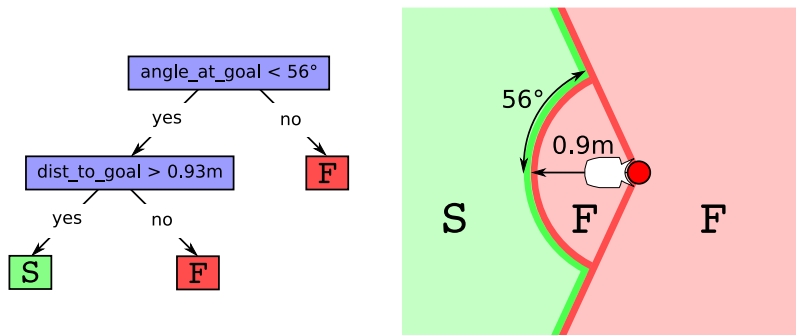 angle_at_goal < 56°
yes
no
dist_to_goal > 0.93m
F
yes
no
S
F
56°
0.9m
S
F
F